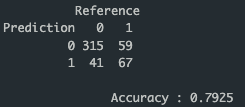 Reference
Prediction 0 1
0 315 59
1 41 67
Accuracy : 0.7925